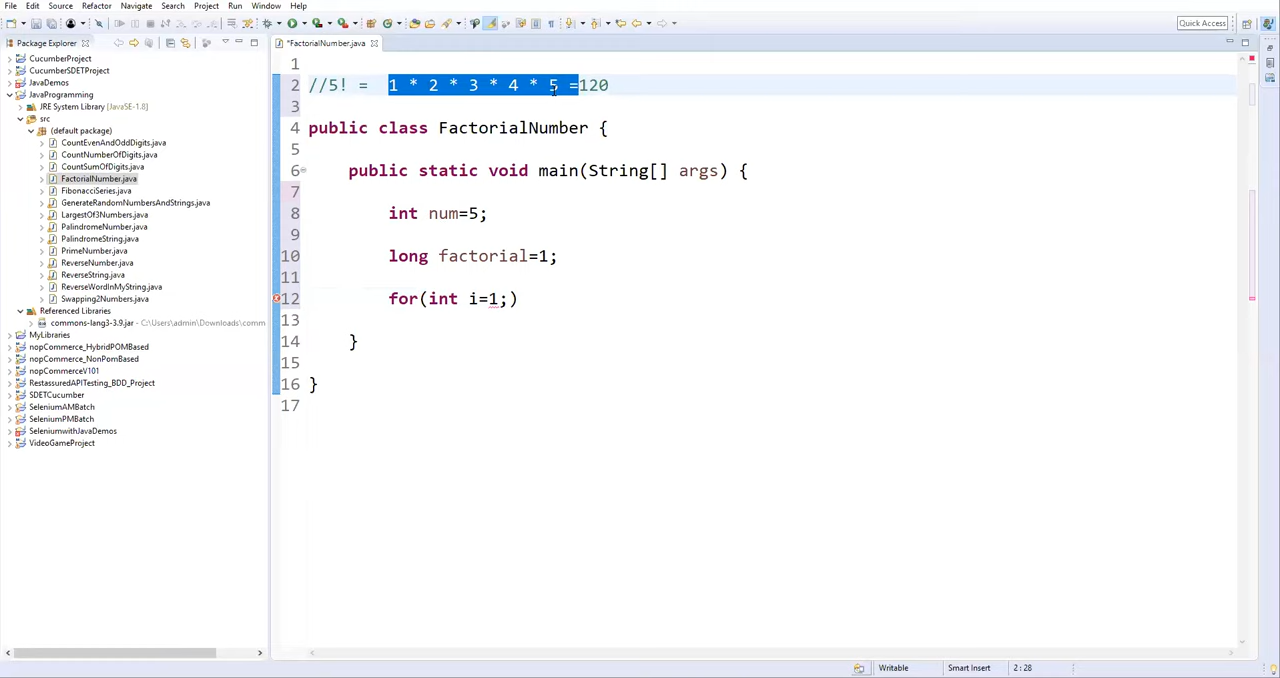 File Edit Source Refactor Navigate Search Project Run Window Help
Quick Access
Package Explorer
*FactorialNumber.java
CucumberProject
CucumberSDETProject
JavaDemos
JavaProgramming
JRE System Library [JavaSE-1.8]
src
(default package)
CountEvenAndOddDigits.java
CountNumberOfDigits.java
CountSumOfDigits.java
FactorialNumber.java
FibonacciSeries.java
GenerateRandomNumbersAndStrings.java
LargestOf3Numbers.java
PalindromeNumber.java
PalindromeString.java
PrimeNumber.java
ReverseNumber.java
ReverseString.java
ReverseWordInMyString.java
Swapping2Numbers.java
Referenced Libraries
commons-lang3-3.9.jar - C:\Users\admin\Downloads\comm
MyLibraries
nopCommerce_HybridPOMBased
nopCommerce_NonPomBased
nopCommerceV101
RestassuredAPITesting_BDD_Project
SDETCucumber
SeleniumAMBatch
SeleniumPMBatch
SeleniumwithJavaDemos
VideoGameProject
1
2 //5! = 1 * 2 * 3 * 4 * 5 =120
3
4 public class FactorialNumber {
5
6 public static void main(String[] args) {
7
8 int num=5;
9
10 long factorial=1;
11
12 for(int i=1;)
13
14 }
15
16 }
17
Writable Smart Insert 2:28